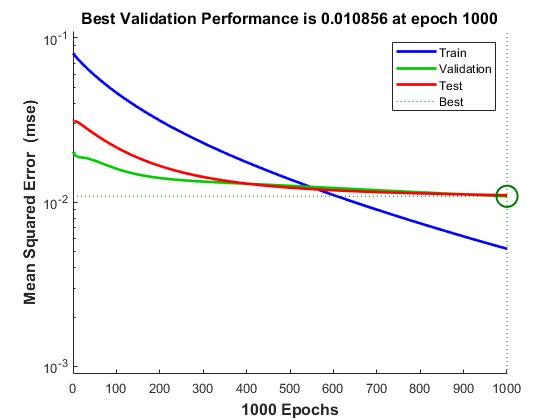 Best Validation Performance is 0.010856 at epoch 1000
Mean Squared Error (mse)
10-1
10-2
10-3
Train
Validation
Test
Best
0 100 200 300 400 500 600 700 800 900 1000
1000 Epochs